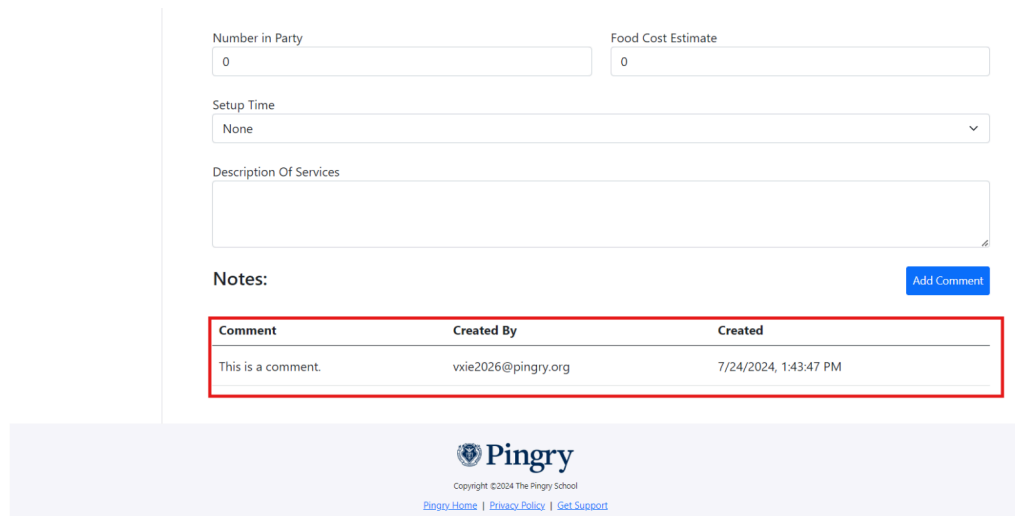 Number in Party Food Cost Estimate
0 0
Setup Time
None
Description Of Services
Notes: Add Comment
Comment Created By Created
This is a comment. vxie2026@pingry.org 7/24/2024, 1:43:47 PM
Pingry
Copyright ©2024 The Pingry School
Pingry Home | Privacy Policy | Get Support